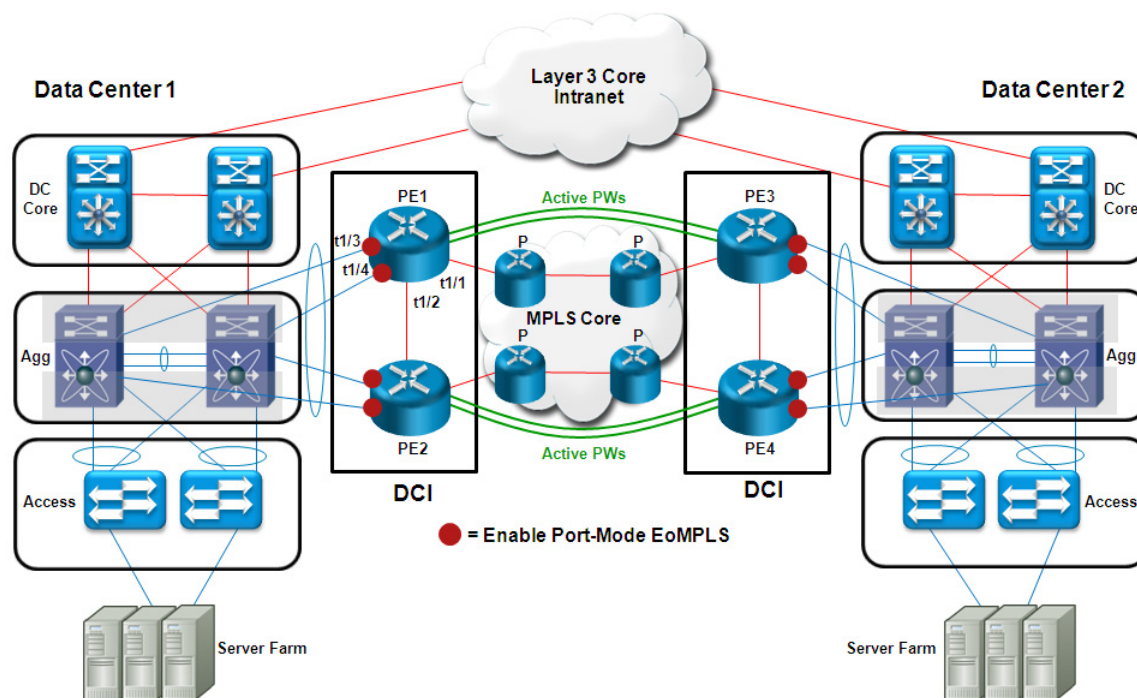 Layer 3 Core
Intranet
Data Center 1
Data Center 2
DC
Core
DC
Core
PE1
Active PWs
PE3
t1/3
t1/4
t1/1
t1/2
P
P
MPLS Core
P
P
Agg
Agg
PE2
Active PWs
PE4
DCI
DCI
Access
Access
= Enable Port-Mode EoMPLS
Server Farm
Server Farm